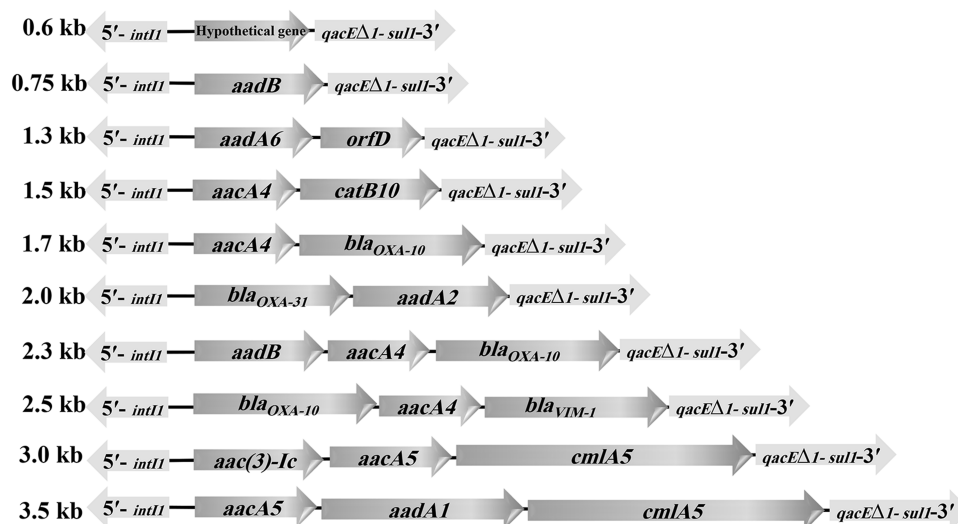 0.6 kb 5′- intI1 Hypothetical gene qacEΔ1- sul1-3′
0.75 kb 5′- intI1 aadB qacEΔ1- sul1-3′
1.3 kb 5′- intI1 aadA6 orfD qacEΔ1- sul1-3′
1.5 kb 5′- intI1 aacA4 catB10 qacEΔ1- sul1-3′
1.7 kb 5′- intI1 aacA4 blaOXA-10 qacEΔ1- sul1-3′
2.0 kb 5′- intI1 blaOXA-31 aadA2 qacEΔ1- sul1-3′
2.3 kb 5′- intI1 aadB aacA4 blaOXA-10 qacEΔ1- sul1-3′
2.5 kb 5′- intI1 blaOXA-10 aacA4 blaVIM-1 qacEΔ1- sul1-3′
3.0 kb 5′- intI1 aac(3)-Ic aacA5 cmlA5 qacEΔ1- sul1-3′
3.5 kb 5′- intI1 aacA5 aadA1 cmlA5 qacEΔ1- sul1-3′